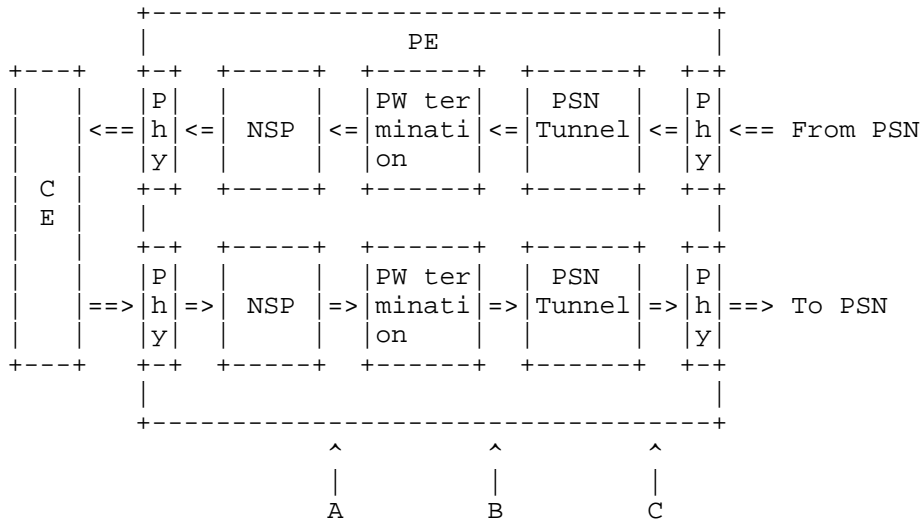 PE
P PW ter PSN P
<== h <= NSP <= minati <= Tunnel <= h <== From PSN
y on y
C
E
P PW ter PSN P
==> h => NSP => minati => Tunnel => h ==> To PSN
y on y
A B C